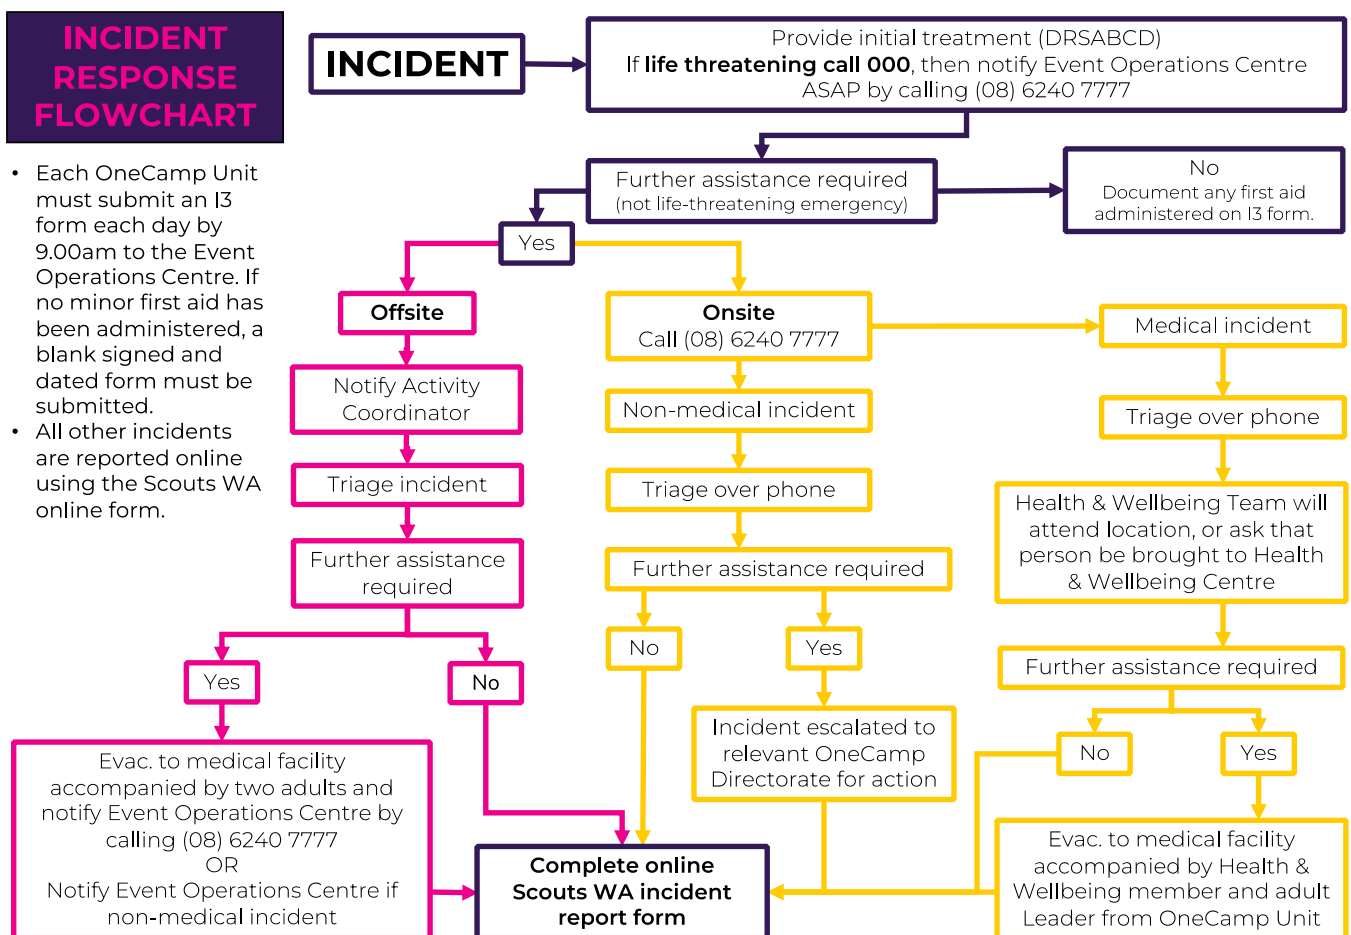 INCIDENT
RESPONSE
FLOWCHART
• Each OneCamp Unit
must submit an I3
form each day by
9.00am to the Event
Operations Centre. If
no minor first aid has
been administered, a
blank signed and
dated form must be
submitted.
• All other incidents
are reported online
using the Scouts WA
online form.
INCIDENT
Provide initial treatment (DRSABCD)
If life threatening call 000, then notify Event Operations Centre
ASAP by calling (08) 6240 7777
Further assistance required
(not life-threatening emergency)
No
Document any first aid
administered on I3 form.
Yes
Offsite
Notify Activity
Coordinator
Triage incident
Further assistance
required
Yes
No
Evac. to medical facility
accompanied by two adults and
notify Event Operations Centre by
calling (08) 6240 7777
OR
Notify Event Operations Centre if
non-medical incident
Onsite
Call (08) 6240 7777
Non-medical incident
Triage over phone
Further assistance required
No
Yes
Incident escalated to
relevant OneCamp
Directorate for action
Medical incident
Triage over phone
Health & Wellbeing Team will
attend location, or ask that
person be brought to Health
& Wellbeing Centre
Further assistance required
No
Yes
Evac. to medical facility
accompanied by Health &
Wellbeing member and adult
Leader from OneCamp Unit
Complete online
Scouts WA incident
report form